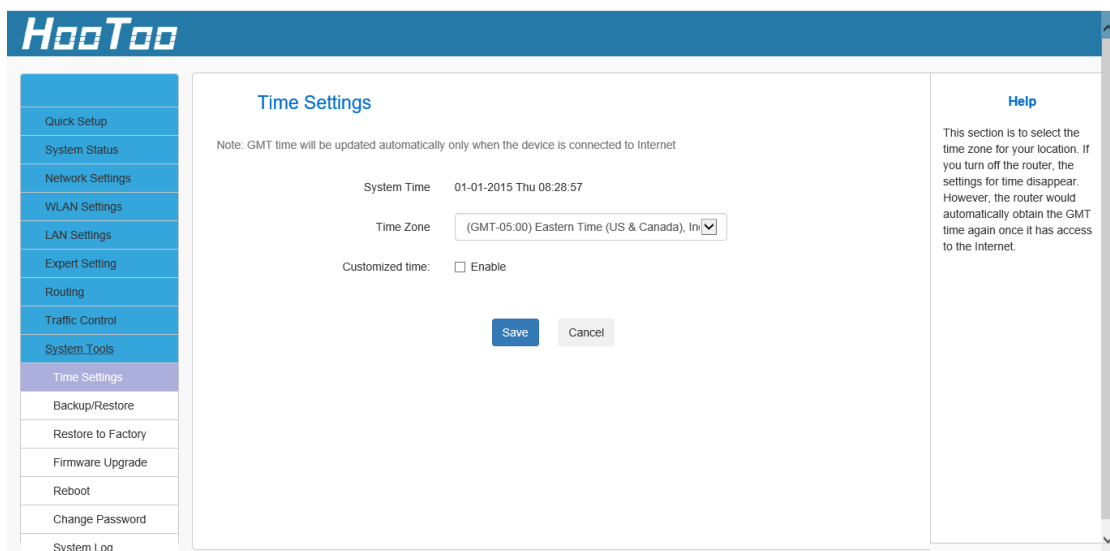 HooToo
Quick Setup
System Status
Network Settings
WLAN Settings
LAN Settings
Expert Setting
Routing
Traffic Control
System Tools
Time Settings
Backup/Restore
Restore to Factory
Firmware Upgrade
Reboot
Change Password
System Log
Time Settings
Note: GMT time will be updated automatically only when the device is connected to Internet
System Time 01-01-2015 Thu 08:28:57
Time Zone (GMT-05:00) Eastern Time (US & Canada), In
Customized time: Enable
Save Cancel
Help
This section is to select the
time zone for your location. If
you turn off the router, the
settings for time disappear.
However, the router would
automatically obtain the GMT
time again once it has access
to the Internet.